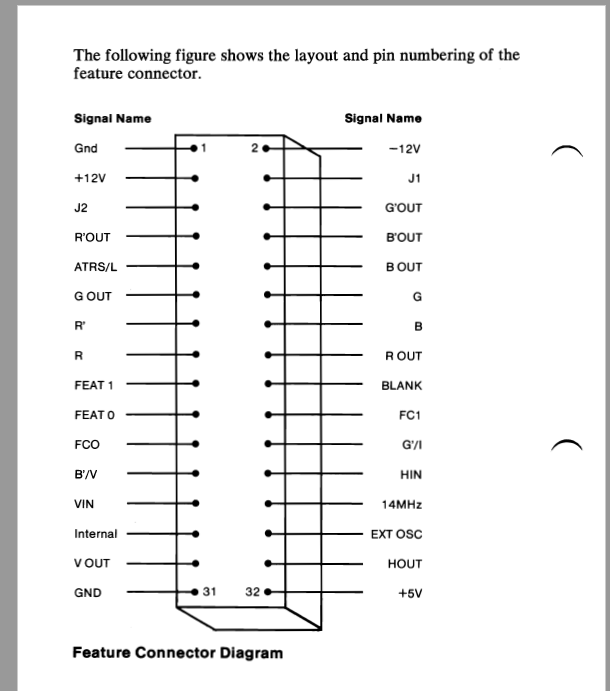 The following figure shows the layout and pin numbering of the
feature connector.
Signal Name Signal Name
Gnd 1 2 −12V
+12V J1
J2 G'OUT
R'OUT B'OUT
ATRS/L B OUT
G OUT G
R' B
R R OUT
FEAT 1 BLANK
FEAT 0 FC1
FCO G'/I
B'/V HIN
VIN 14MHz
Internal EXT OSC
V OUT HOUT
GND 31 32 +5V
Feature Connector Diagram